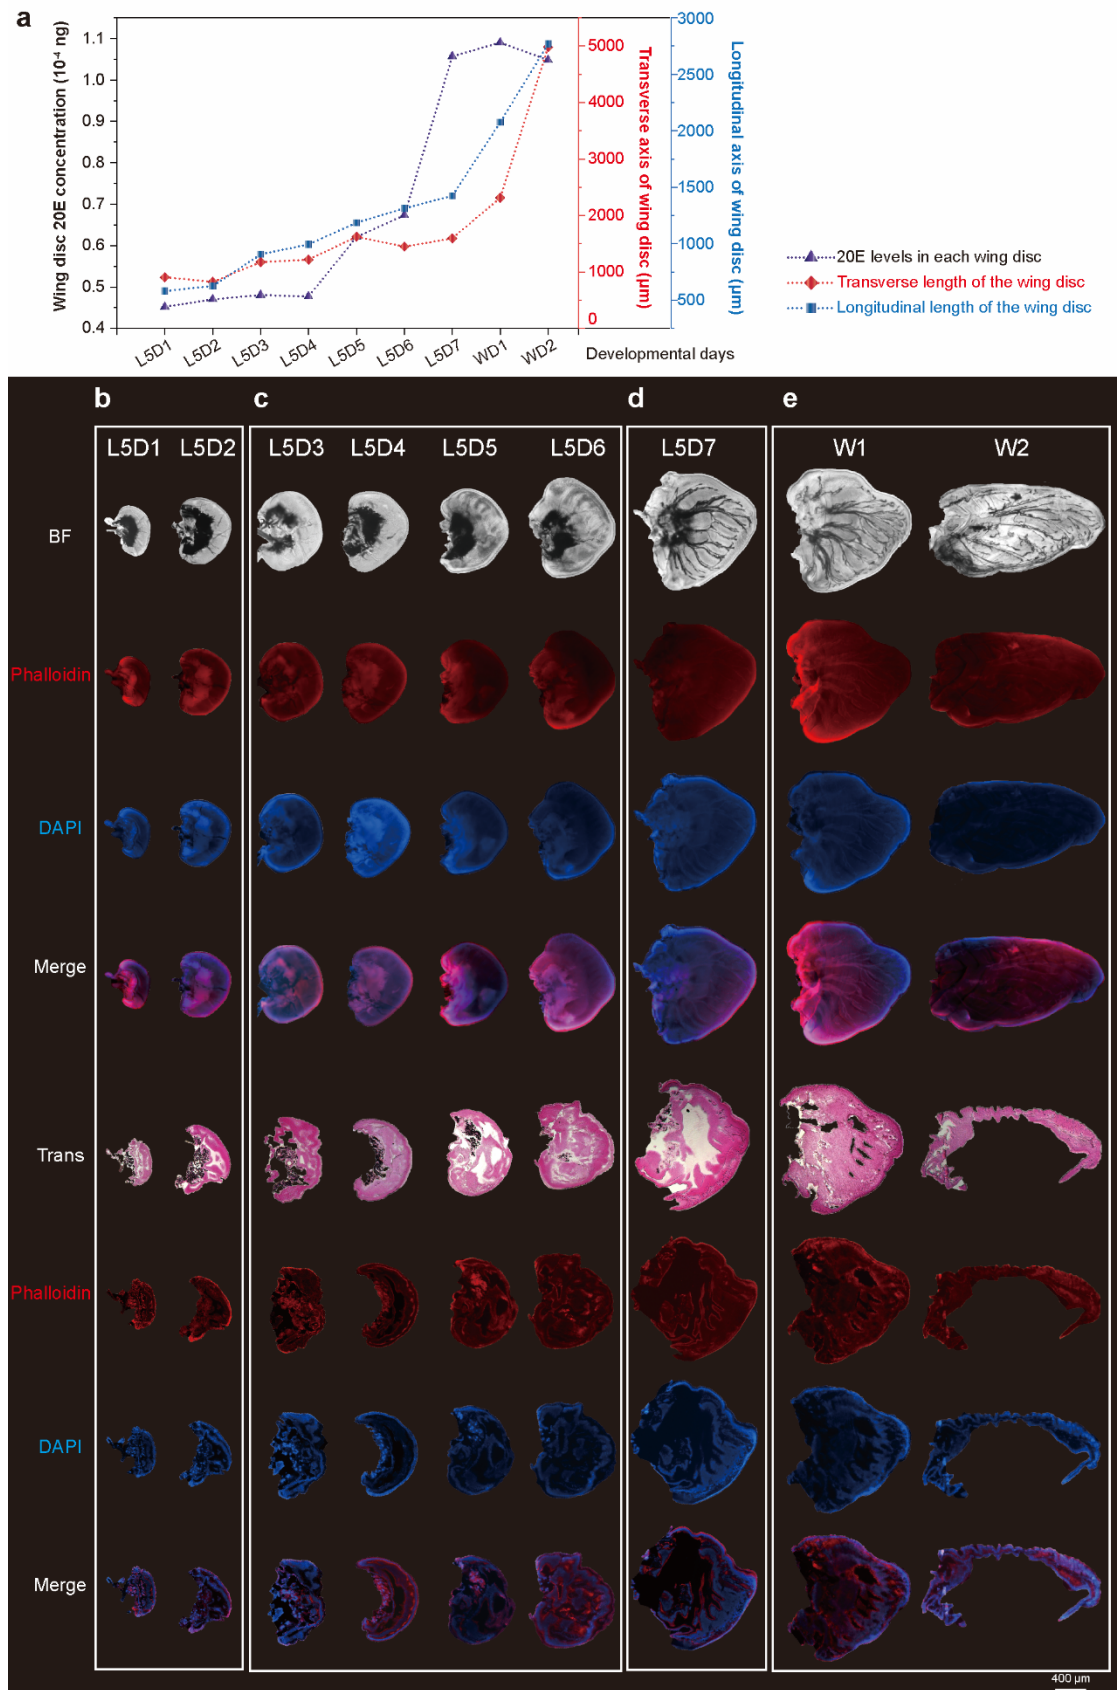 a
Wing disc 20E concentration (10⁻⁴ ng)
1.1
1.0
0.9
0.8
0.7
0.6
0.5
0.4
5000
4000
3000
2000
1000
0
Transverse axis of wing disc (μm)
3000
2500
2000
1500
1000
500
Longitudinal axis of wing disc (μm)
L5D1 L5D2 L5D3 L5D4 L5D5 L5D6 L5D7 WD1 WD2
Developmental days
20E levels in each wing disc
Transverse length of the wing disc
Longitudinal length of the wing disc
b c d e
L5D1 L5D2 L5D3 L5D4 L5D5 L5D6 L5D7 W1 W2
BF
Phalloidin
DAPI
Merge
Trans
Phalloidin
DAPI
Merge
400 μm